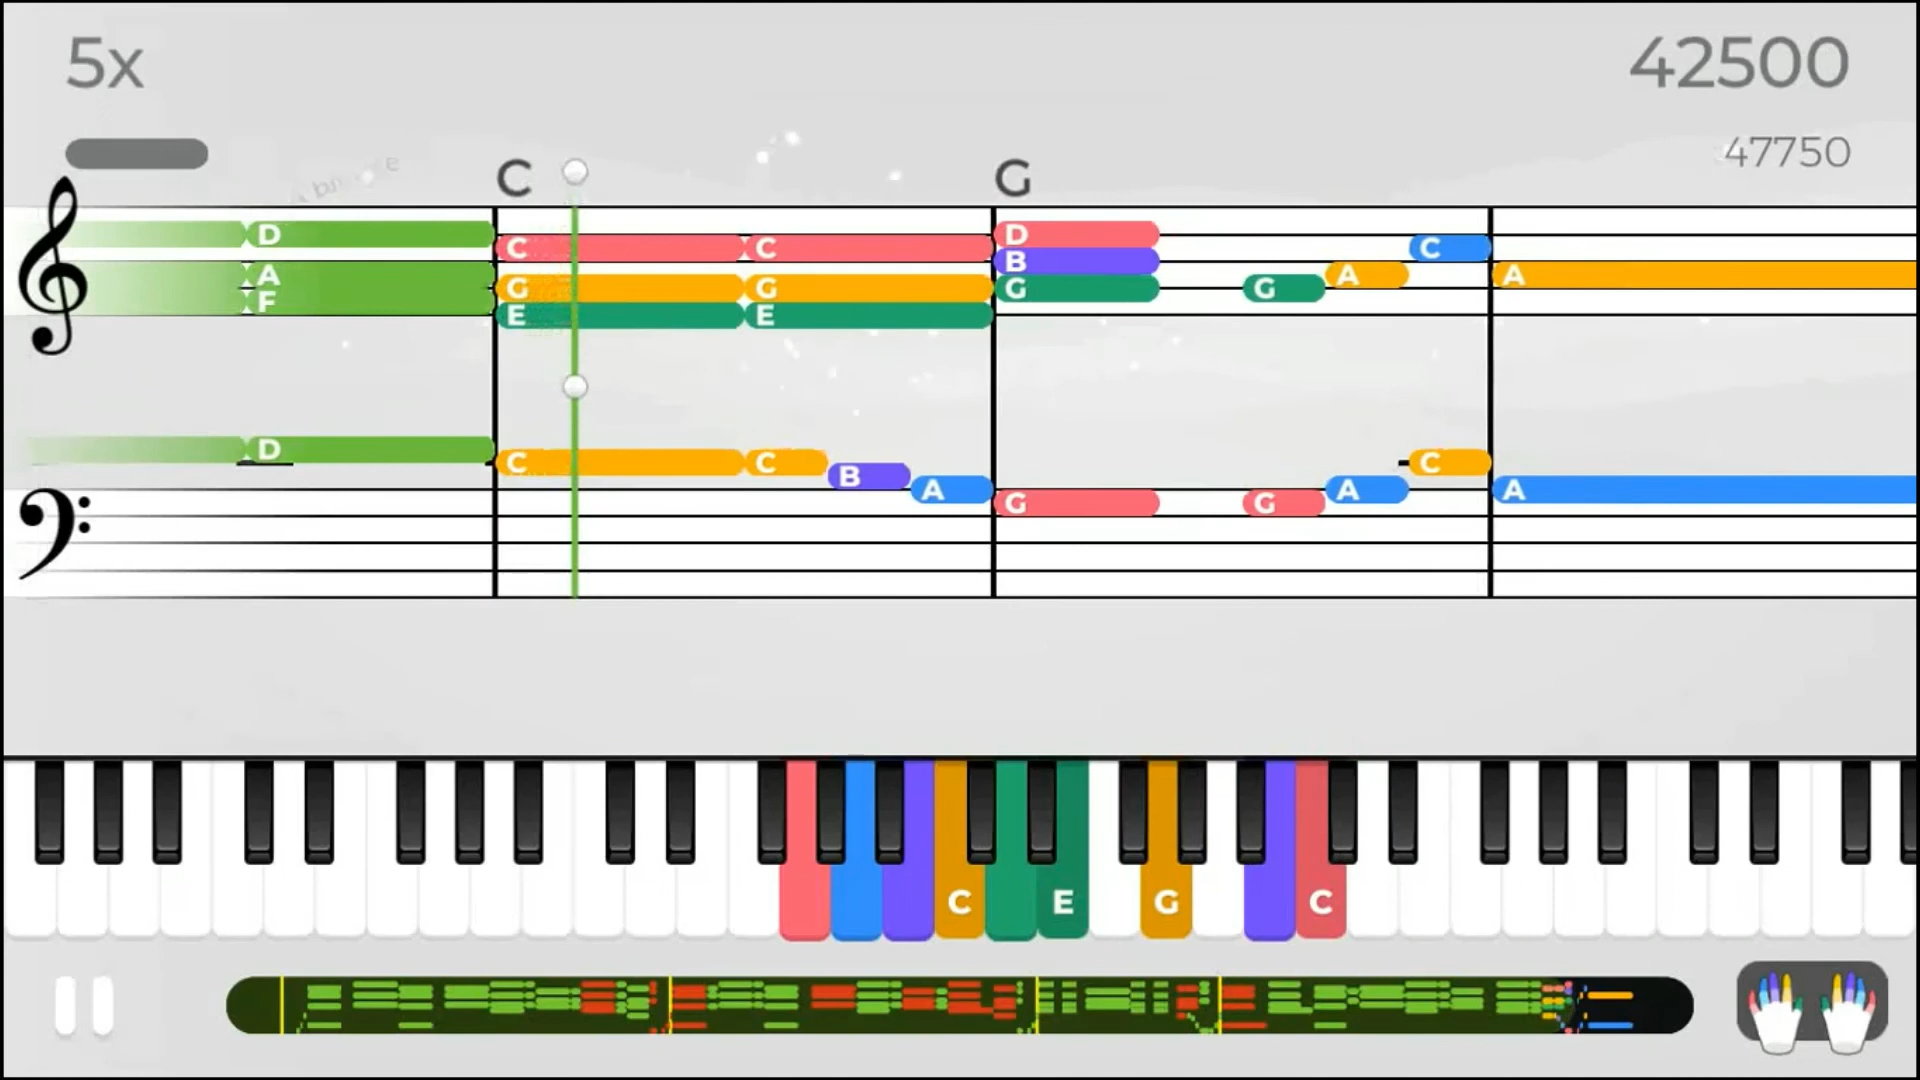 5x 42500
47750
C G
D C C D C
A G G B G A A
F E E G
D C C B A G G A C A
C E G C